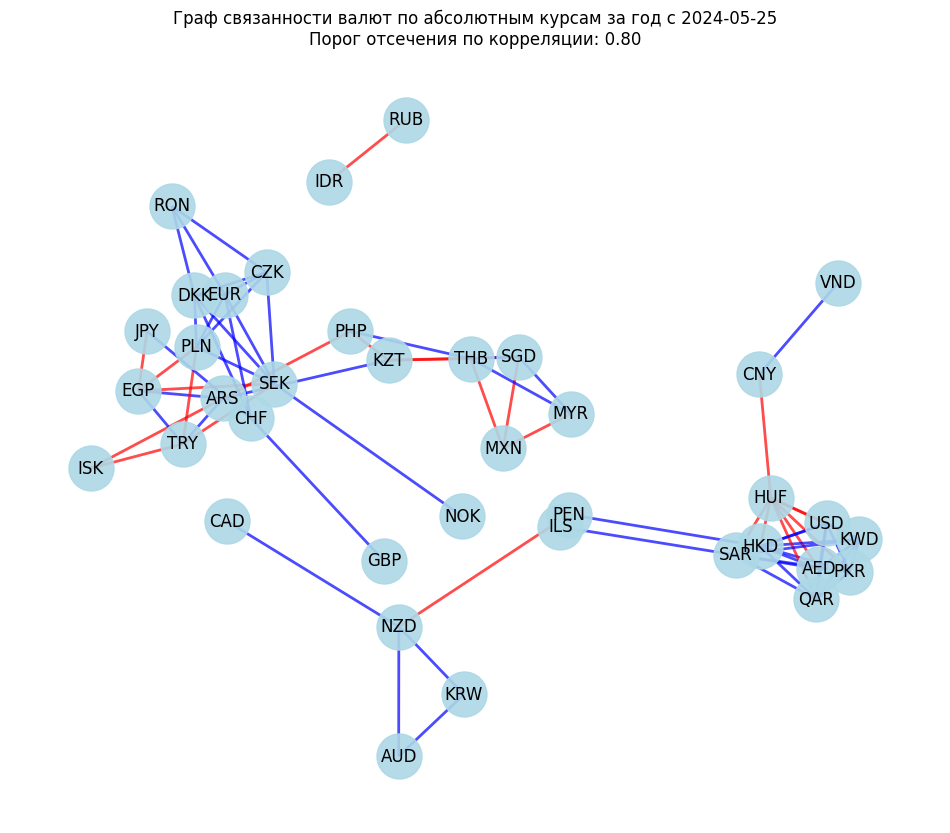 Граф связанности валют по абсолютным курсам за год с 2024-05-25
Порог отсечения по корреляции: 0.80
RUB
IDR
RON
CZK
VND
DKK
EUR
JPY
PHP
PLN
KZT
THB
SGD
CNY
EGP
SEK
ARS
CHF
MYR
TRY
MXN
ISK
HUF
CAD
NOK
PEN
ILS
USD
KWD
HKD
SAR
GBP
AED
PKR
QAR
NZD
KRW
AUD